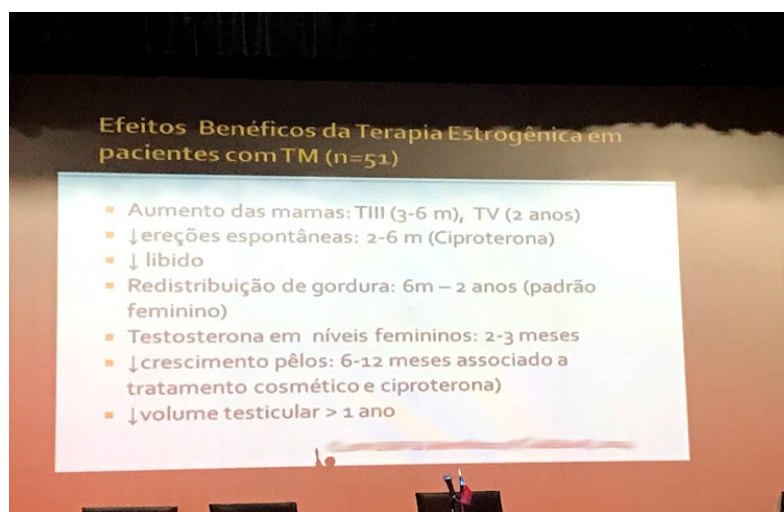 Efeitos Benéficos da Terapia Estrogênica em
pacientes com TM (n=51)
Aumento das mamas: TIII (3-6 m), TV (2 anos)
↓ereções espontâneas: 2-6 m (Ciproterona)
↓ libido
Redistribuição de gordura: 6m – 2 anos (padrão
feminino)
Testosterona em níveis femininos: 2-3 meses
↓crescimento pêlos: 6-12 meses associado a
tratamento cosmético e ciproterona)
↓volume testicular > 1 ano